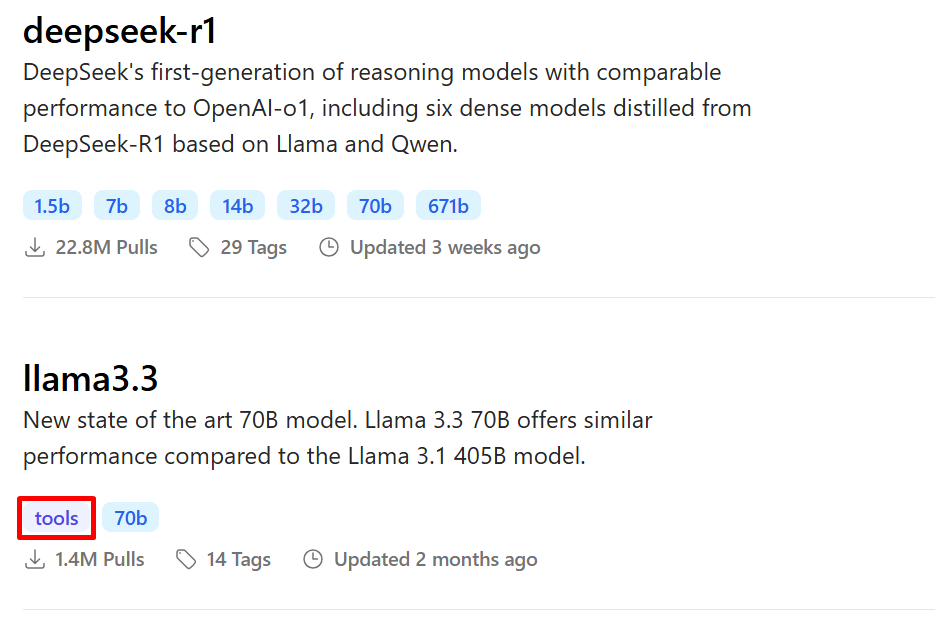 deepseek-r1
DeepSeek's first-generation of reasoning models with comparable
performance to OpenAI-o1, including six dense models distilled from
DeepSeek-R1 based on Llama and Qwen.
1.5b 7b 8b 14b 32b 70b 671b
22.8M Pulls 29 Tags Updated 3 weeks ago
llama3.3
New state of the art 70B model. Llama 3.3 70B offers similar
performance compared to the Llama 3.1 405B model.
tools 70b
1.4M Pulls 14 Tags Updated 2 months ago